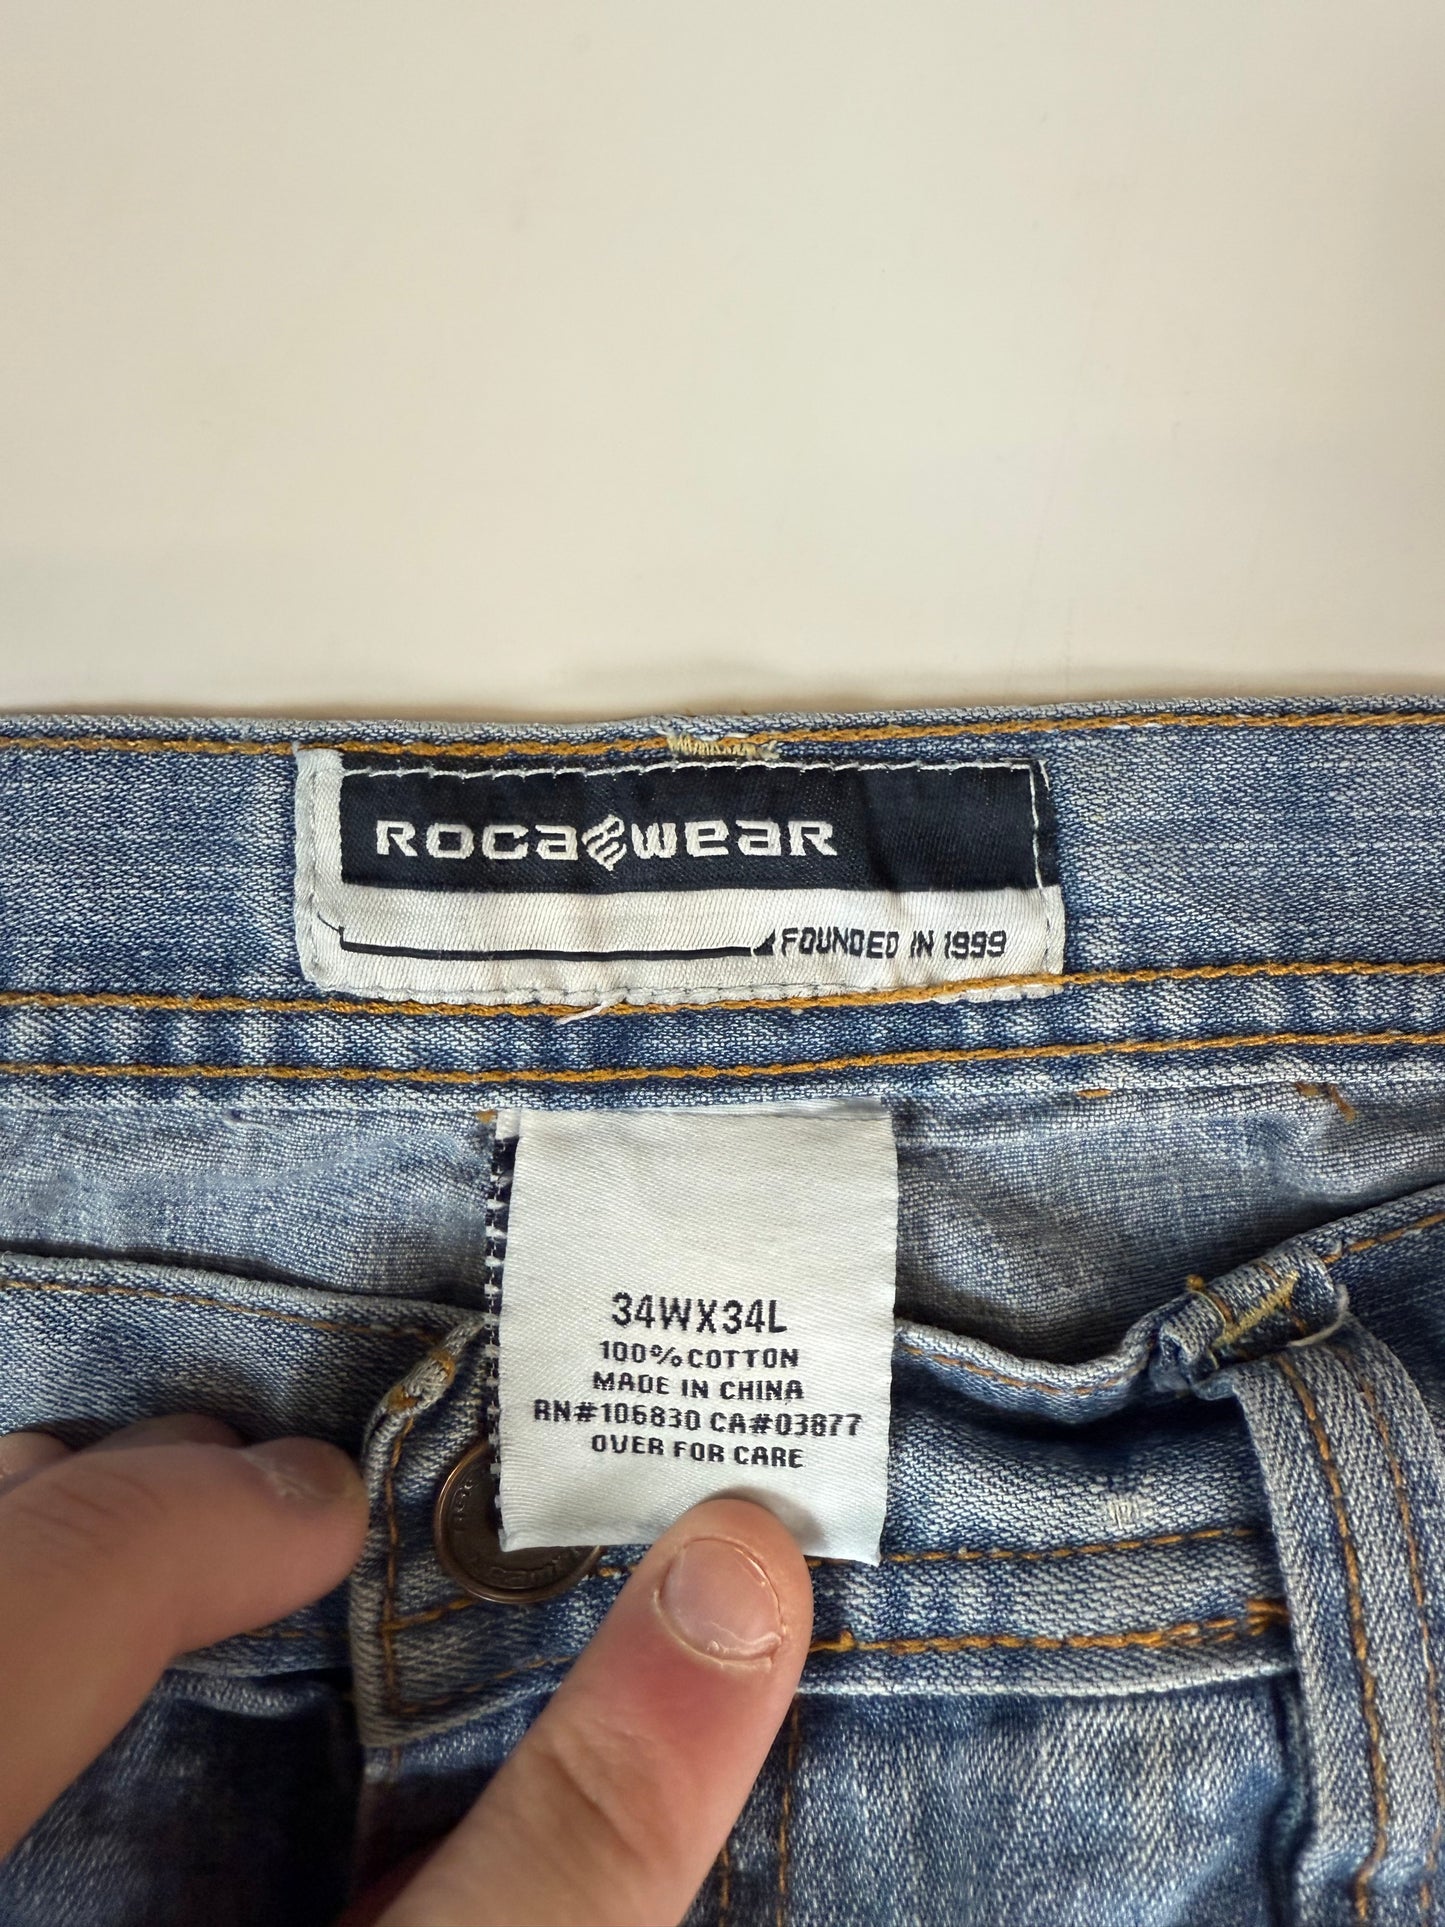 ROCAWEAR
FOUNDED IN 1999
34WX34L
100%COTTON
MADE IN CHINA
RN#106830 CA#03877
OVER FOR CARE